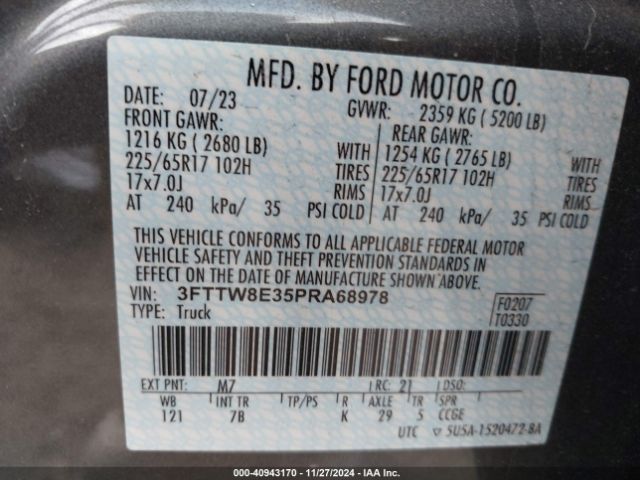 MFD. BY FORD MOTOR CO.
DATE: 07/23 GVWR: 2359 KG ( 5200 LB)
FRONT GAWR: REAR GAWR:
1216 KG ( 2680 LB) WITH 1254 KG ( 2765 LB) WITH
225/65R17 102H TIRES 225/65R17 102H TIRES
17x7.0J RIMS 17x7.0J RIMS
AT 240 kPa/ 35 PSI COLD AT 240 kPa/ 35 PSI COLD
THIS VEHICLE CONFORMS TO ALL APPLICABLE FEDERAL MOTOR
VEHICLE SAFETY AND THEFT PREVENTION STANDARDS IN
EFFECT ON THE DATE OF MANUFACTURE SHOWN ABOVE.
VIN: 3FTTW8E35PRA68978 F0207
TYPE: Truck T0330
EXT PNT: M7 RC: 21 DSO:
WB INT TR TP/PS R AXLE TR SPR
121 7B K 29 5 CCGE
UTC 5U5A-1520472-BA
000-40943170 - 11/27/2024 - IAA Inc.